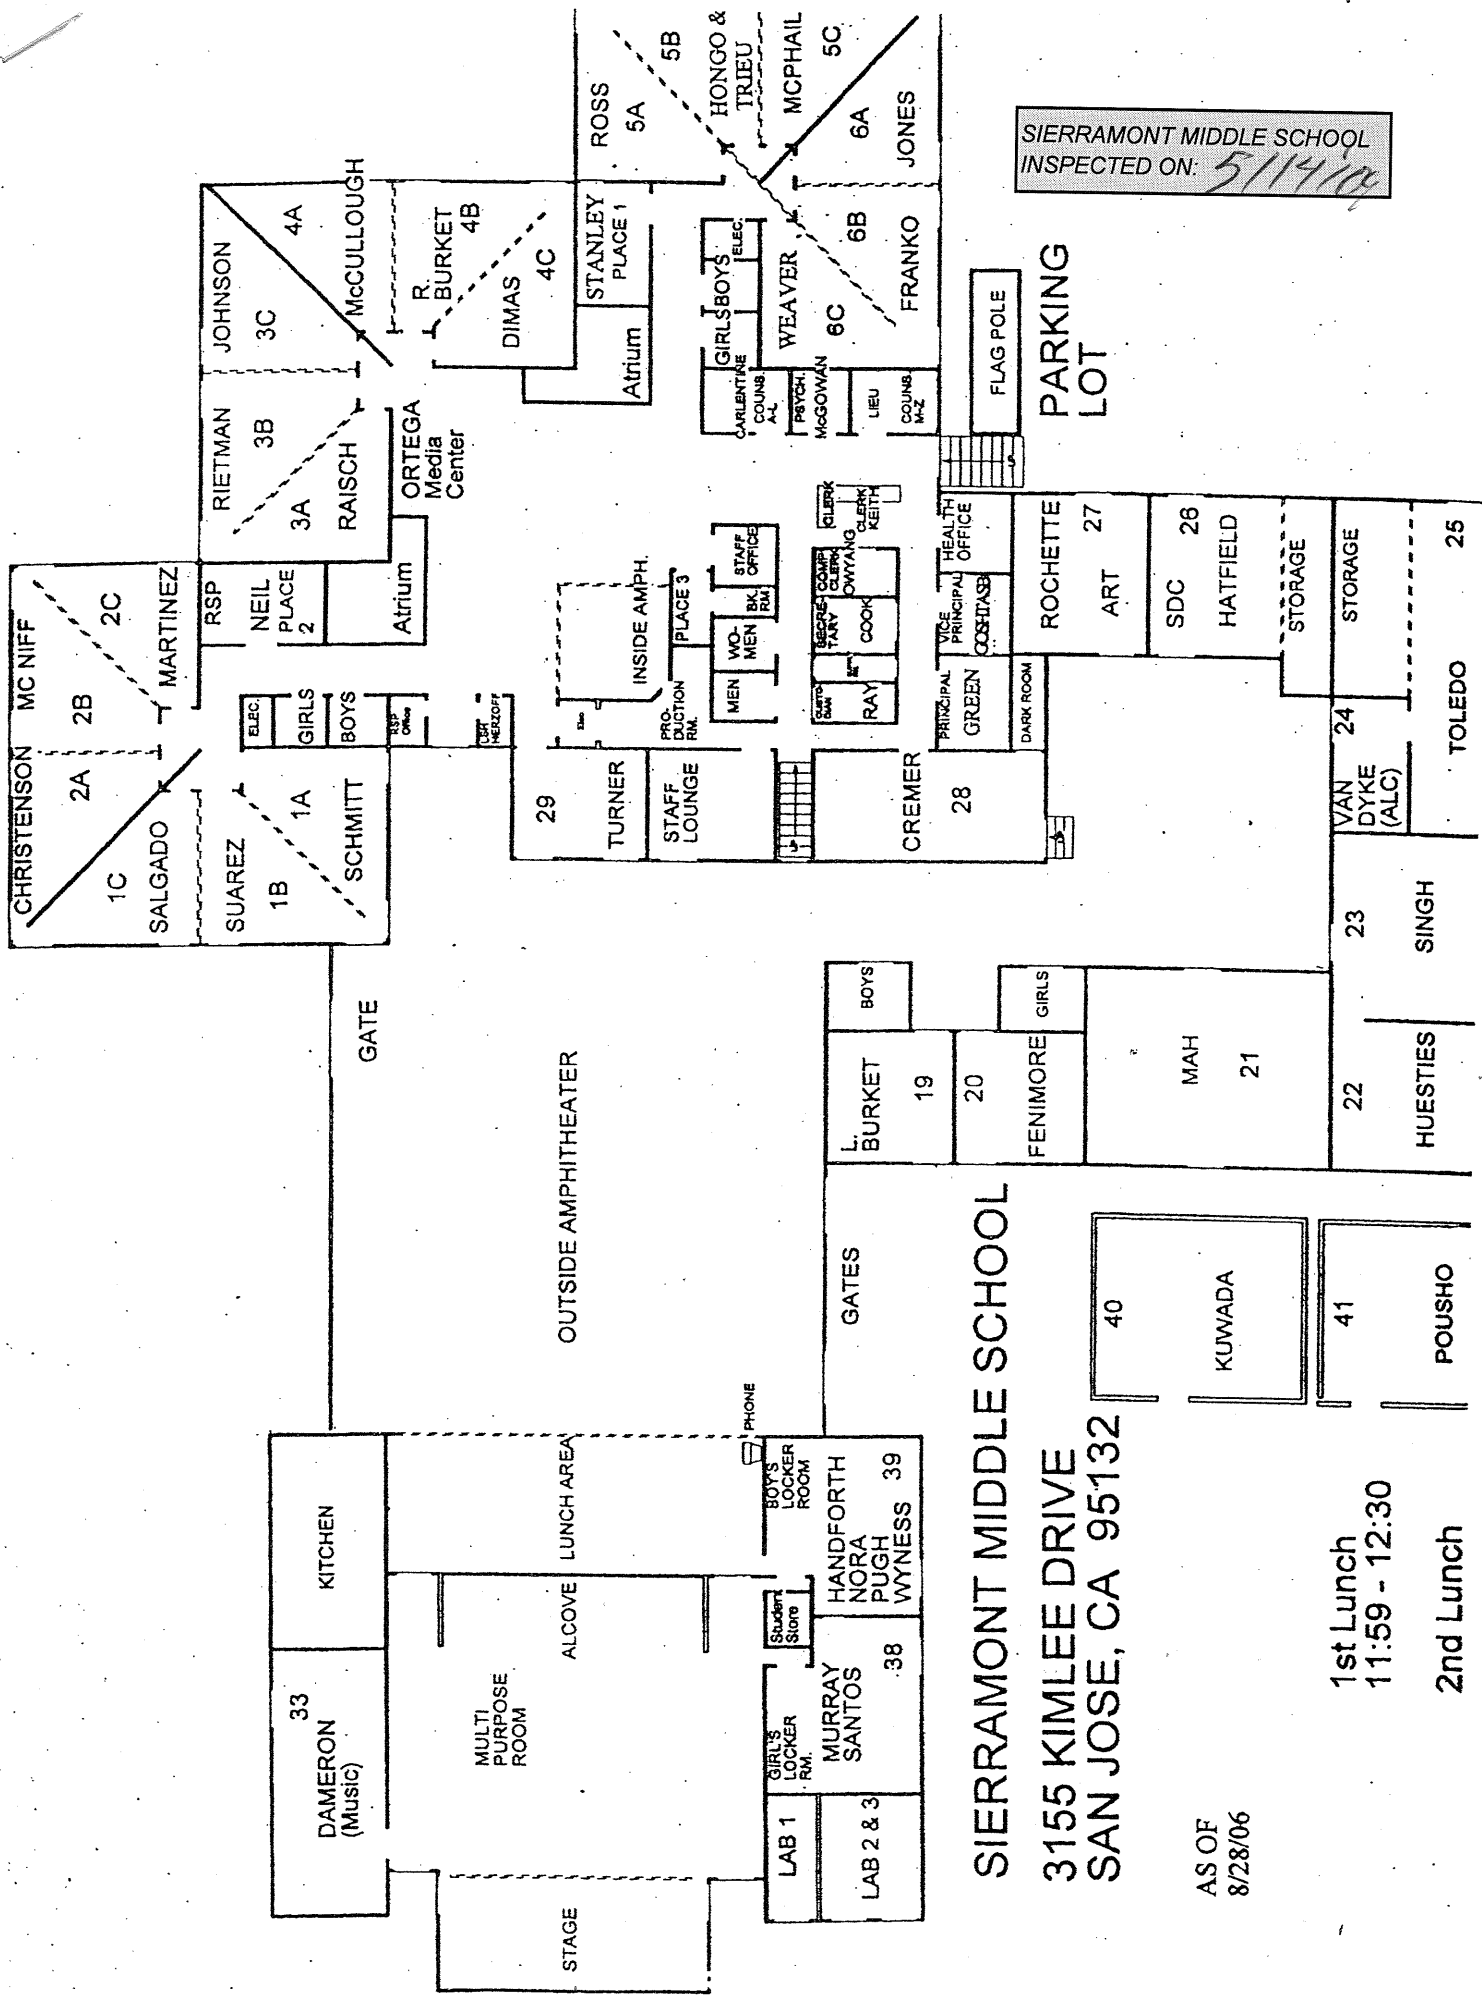 SIERRAMONT MIDDLE SCHOOL
INSPECTED ON: 5/14/09
CHRISTENSON
MC NIFF
2A
2B
2C
MARTINEZ
1C
SALGADO
SUAREZ
1B
1A
SCHMITT
ELEC.
GIRLS
BOYS
RSP
Office
RSP
NEIL
PLACE
2
Atrium
RIETMAN
3B
3A
RAISCH
JOHNSON
3C
4A
McCULLOUGH
R.
BURKET
4B
DIMAS
4C
ORTEGA
Media
Center
STANLEY
PLACE 1
Atrium
ROSS
5A
5B
HONGO &
TRIEU
MCPHAIL
5C
6A
JONES
6B
FRANKO
WEAVER
6C
GIRLS
BOYS
ELEC.
CARLENTINE
COUNS.
A-L
PSYCH.
McGOWAN
LIEU
COUNS.
M-Z
FLAG POLE
PARKING
LOT
HERZOFF
29
TURNER
STAFF
LOUNGE
INSIDE AMPH.
PLACE 3
PRO-
DUCTION
RM.
MEN
WO-
MEN
BK.
RM
STAFF
OFFICE
CUSTO-
DIAN
RAY
SECRE-
TARY
COOK
COMP
CLERK
OWYANG
CLERK
CLERK
KEITH
CREMER
28
PRINCIPAL
GREEN
VICE
PRINCIPAL
GOSHTASBI
HEALTH
OFFICE
DARK ROOM
ROCHETTE
27
ART
26
SDC
HATFIELD
STORAGE
STORAGE
24
VAN
DYKE
(ALC)
25
TOLEDO
23
SINGH
22
HUESTIES
MAH
21
BOYS
GIRLS
L.
BURKET
19
20
FENIMORE
GATE
OUTSIDE AMPHITHEATER
GATES
40
KUWADA
41
POUSHO
KITCHEN
33
DAMERON
(Music)
MULTI
PURPOSE
ROOM
ALCOVE
LUNCH AREA
PHONE
STAGE
BOY'S
LOCKER
ROOM
HANDFORTH
NORA
PUGH
WYNESS
39
Student
Store
GIRL'S
LOCKER
RM.
MURRAY
SANTOS
38
LAB 1
LAB 2 & 3
SIERRAMONT MIDDLE SCHOOL
3155 KIMLEE DRIVE
SAN JOSE, CA 95132
AS OF
8/28/06
1st Lunch
11:59 - 12:30
2nd Lunch